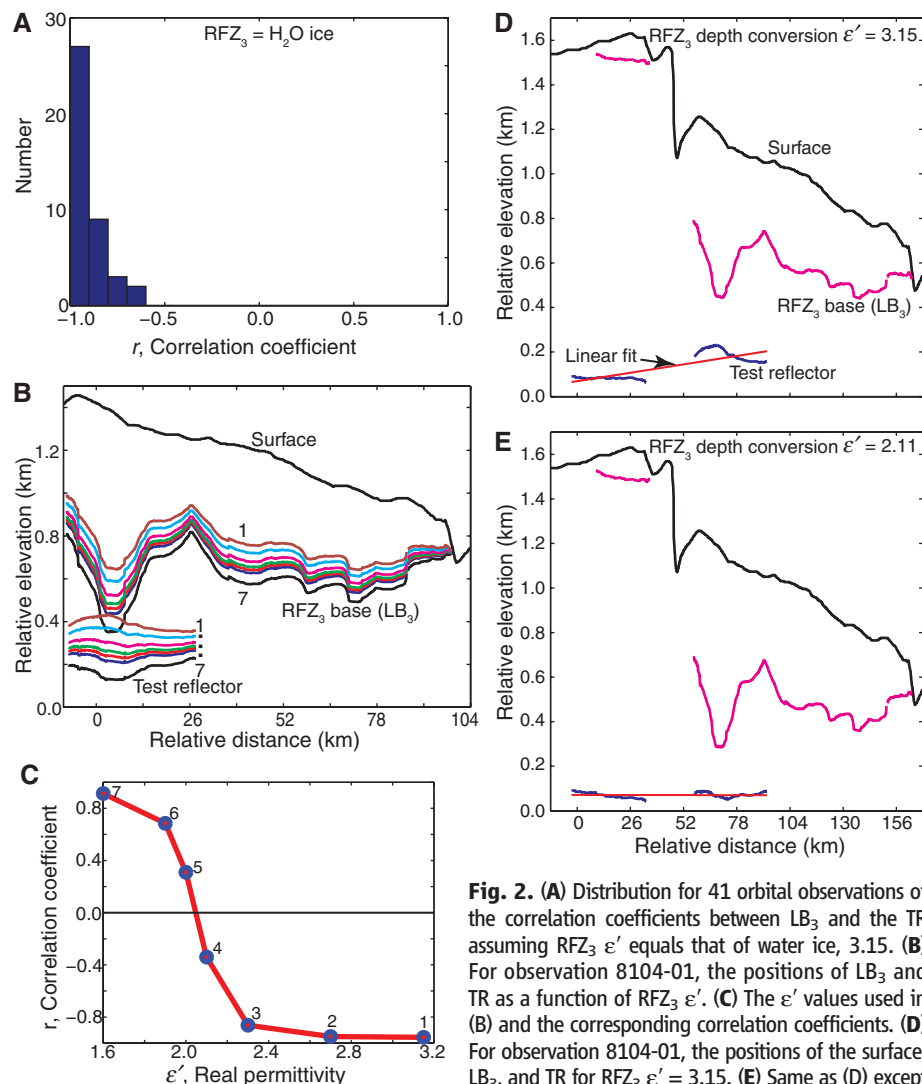 A
RFZ₃ = H₂O ice
30
20
10
0
Number
-1.0
-0.5
0.0
0.5
1.0
r, Correlation coefficient
B
Surface
1.2
0.8
0.4
0.0
Relative elevation (km)
1
7
RFZ₃ base (LB₃)
1
7
Test reflector
0
26
52
78
104
Relative distance (km)
C
0.8
0.4
0.0
-0.4
-0.8
r, Correlation coefficient
7
6
5
4
3
2
1
1.6
2.0
2.4
2.8
3.2
ε′, Real permittivity
D
RFZ₃ depth conversion ε′ = 3.15
1.6
1.4
1.2
1.0
0.8
0.6
0.4
0.2
0.0
Relative elevation (km)
Surface
RFZ₃ base (LB₃)
Linear fit
Test reflector
E
RFZ₃ depth conversion ε′ = 2.11
1.6
1.4
1.2
1.0
0.8
0.6
0.4
0.2
0.0
Relative elevation (km)
0
26
52
78
104
130
156
Relative distance (km)
Fig. 2. (A) Distribution for 41 orbital observations of
the correlation coefficients between LB₃ and the TR
assuming RFZ₃ ε′ equals that of water ice, 3.15. (B)
For observation 8104-01, the positions of LB₃ and
TR as a function of RFZ₃ ε′. (C) The ε′ values used in
(B) and the corresponding correlation coefficients. (D)
For observation 8104-01, the positions of the surface,
LB₃, and TR for RFZ₃ ε′ = 3.15. (E) Same as (D) except